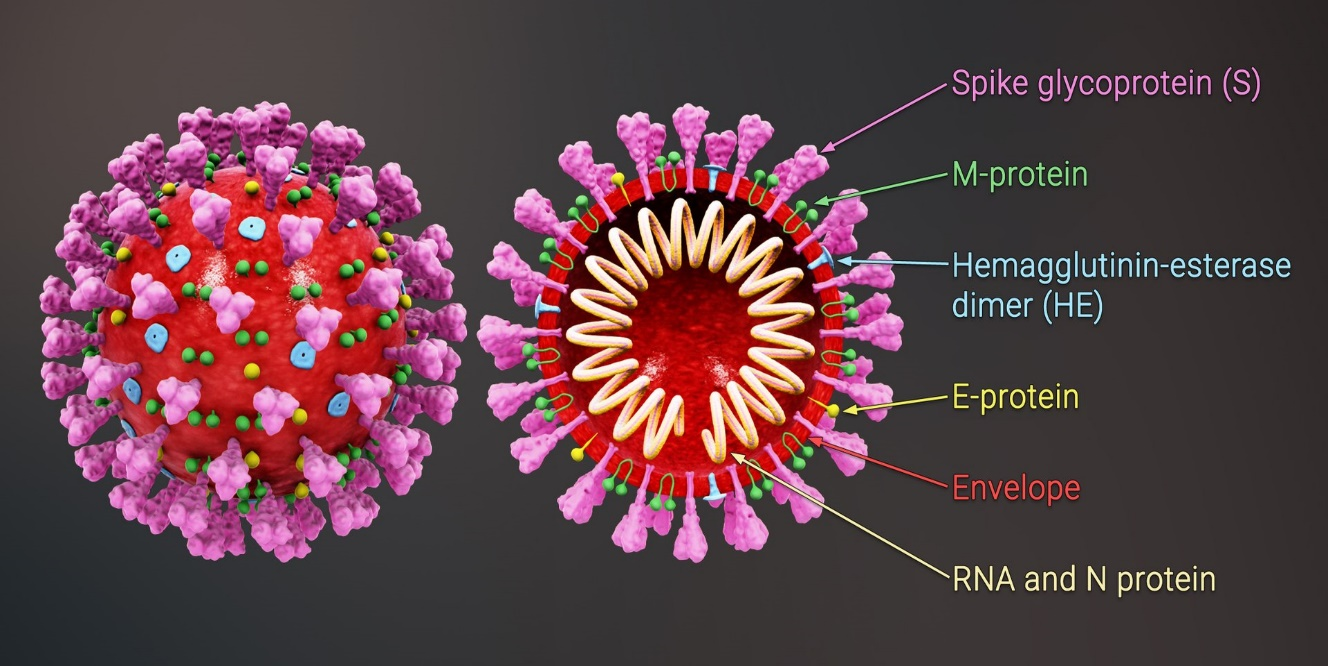 Spike glycoprotein (S)
M-protein
Hemagglutinin-esterase
dimer (HE)
E-protein
Envelope
RNA and N protein